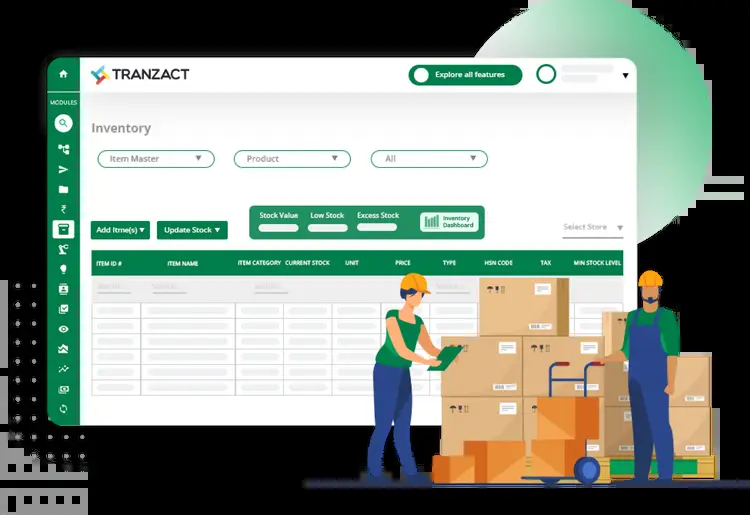 TRANZACT
Explore all features
MODULES
Inventory
Item Master
Product
All
Add Itme(s)
Update Stock
Stock Value
Low Stock
Excess Stock
Inventory
Dashboard
Select Store
ITEM ID #
ITEM NAME
ITEM CATEGORY
CURRENT STOCK
UNIT
PRICE
TYPE
HSN CODE
TAX
MIN STOCK LEVEL